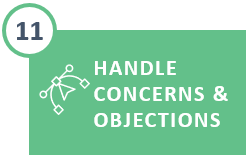 11
HANDLE
CONCERNS &
OBJECTIONS